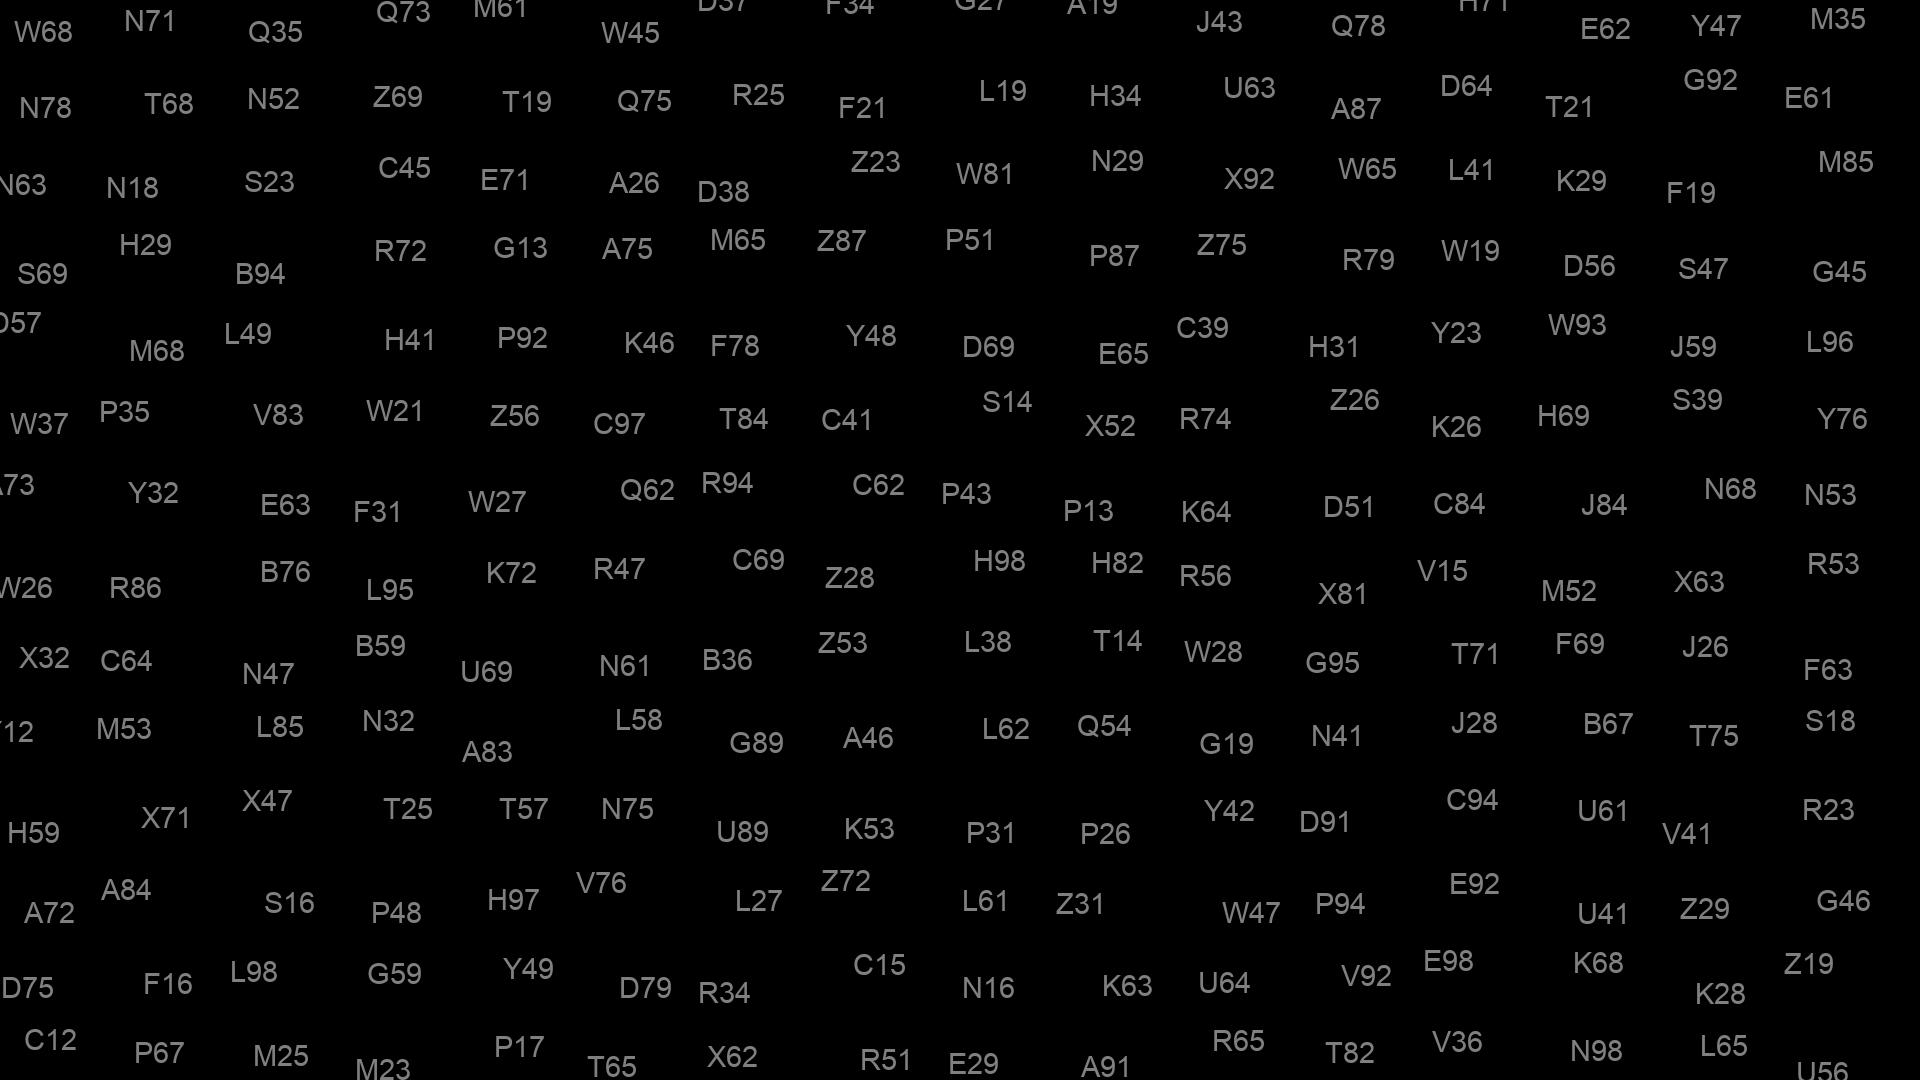 W68 N71 Q35 Q73 M61 W45 D37 F34 G27 A19 J43 Q78 H71 E62 Y47 M35
N78 T68 N52 Z69 T19 Q75 R25 F21 L19 H34 U63 A87 D64 T21 G92 E61
N63 N18 S23 C45 E71 A26 D38 Z23 W81 N29 X92 W65 L41 K29 F19 M85
S69 H29 B94 R72 G13 A75 M65 Z87 P51 P87 Z75 R79 W19 D56 S47 G45
D57 M68 L49 H41 P92 K46 F78 Y48 D69 E65 C39 H31 Y23 W93 J59 L96
W37 P35 V83 W21 Z56 C97 T84 C41 S14 X52 R74 Z26 K26 H69 S39 Y76
A73 Y32 E63 F31 W27 Q62 R94 C62 P43 P13 K64 D51 C84 J84 N68 N53
W26 R86 B76 L95 K72 R47 C69 Z28 H98 H82 R56 X81 V15 M52 X63 R53
X32 C64 N47 B59 U69 N61 B36 Z53 L38 T14 W28 G95 T71 F69 J26 F63
12 M53 L85 N32 A83 L58 G89 A46 L62 Q54 G19 N41 J28 B67 T75 S18
H59 X71 X47 T25 T57 N75 U89 K53 P31 P26 Y42 D91 C94 U61 V41 R23
A72 A84 S16 P48 H97 V76 L27 Z72 L61 Z31 W47 P94 E92 U41 Z29 G46
D75 F16 L98 G59 Y49 D79 R34 C15 N16 K63 U64 V92 E98 K68 K28 Z19
C12 P67 M25 M23 P17 T65 X62 R51 E29 A91 R65 T82 V36 N98 L65 U56